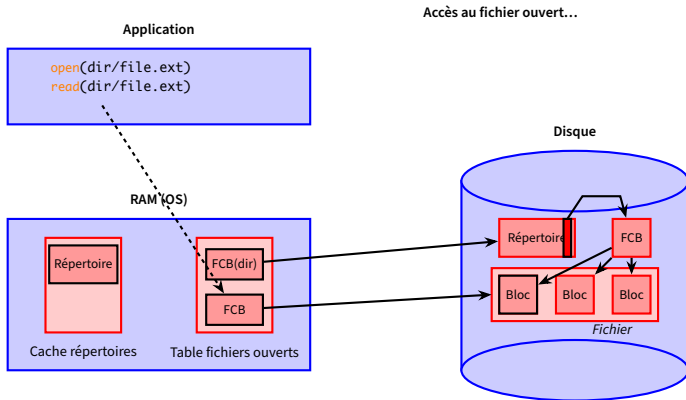 Accès au fichier ouvert...
Application
open(dir/file.ext)
read(dir/file.ext)
Disque
RAM (OS)
Répertoire
FCB(dir)
FCB
Cache répertoires
Table fichiers ouverts
Répertoire
FCB
Bloc
Bloc
Bloc
Fichier